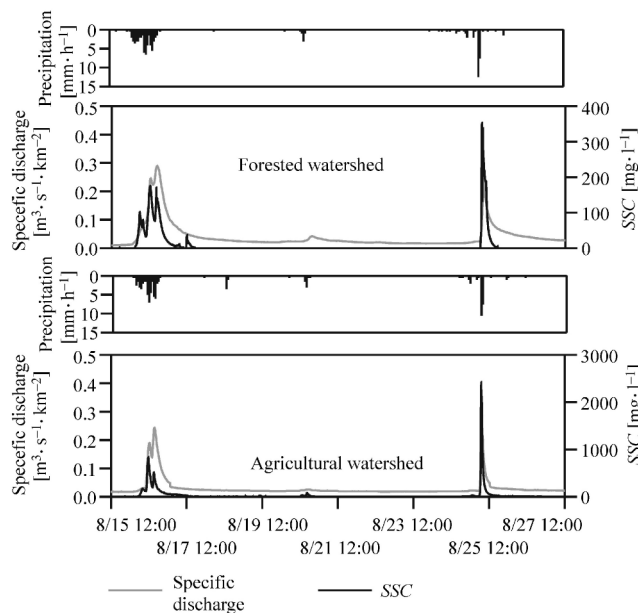 Precipitation
[mm·h⁻¹]
0
5
10
15
Specefic discharge
[m³·s⁻¹·km⁻²]
0.5
0.4
0.3
0.2
0.1
0.0
Forested watershed
400
300
200
100
0
SSC [mg·l⁻¹]
Precipitation
[mm·h⁻¹]
0
5
10
15
Specefic discharge
[m³·s⁻¹·km⁻²]
0.5
0.4
0.3
0.2
0.1
0.0
Agricultural watershed
3000
2000
1000
0
SSC [mg·l⁻¹]
8/15 12:00 8/19 12:00 8/23 12:00 8/27 12:00
8/17 12:00 8/21 12:00 8/25 12:00
Specific
discharge
SSC